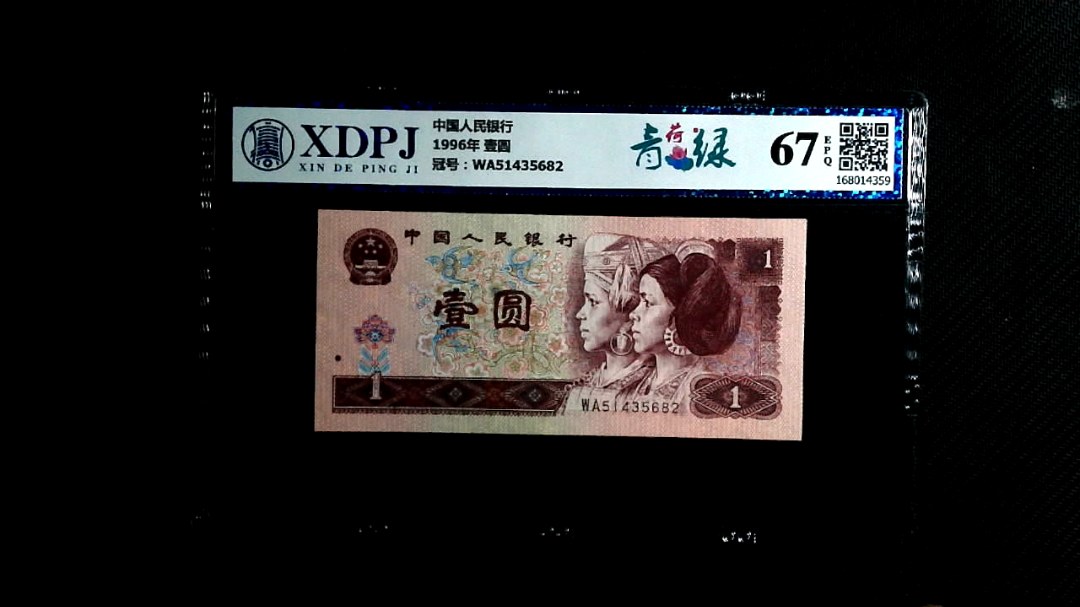 XDPJ
XIN DE PING JI
中国人民银行
1996年 壹圆
冠号：WA51435682
青荷绿
67
EPQ
168014359
中国人民银行
1
壹圆
1
WA51435682
1